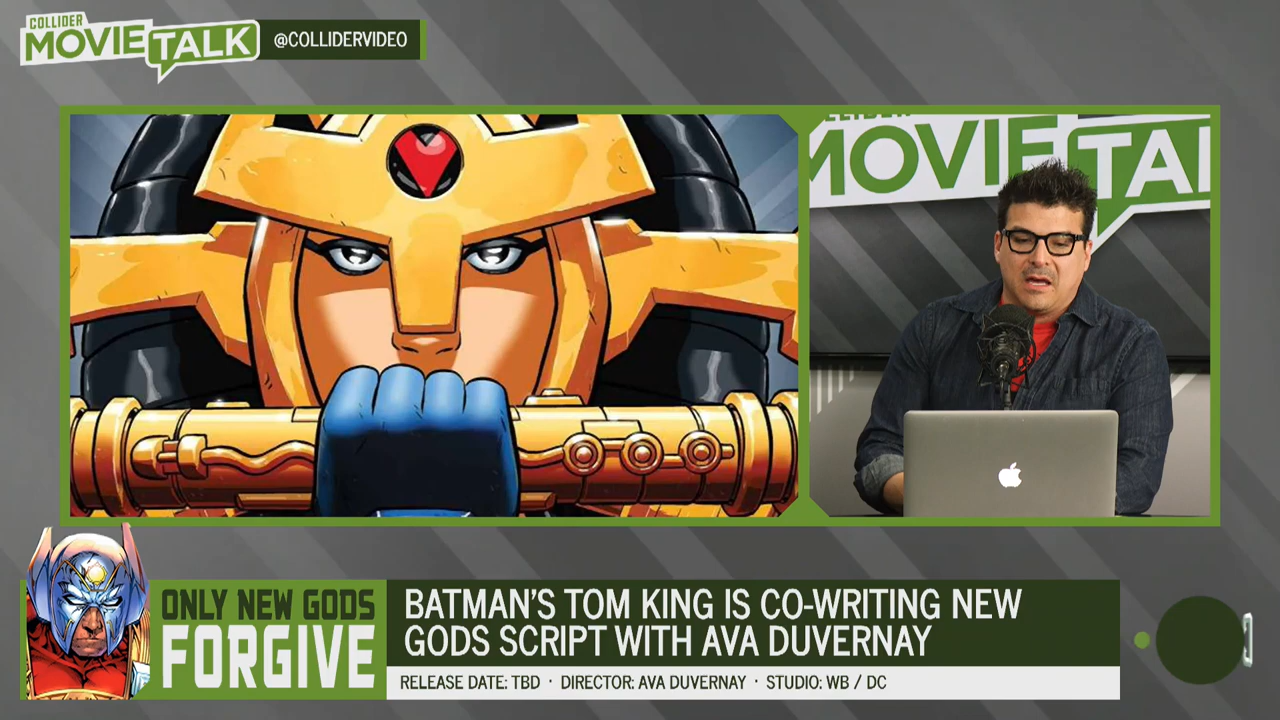 COLLIDER
MOVIE TALK
@COLLIDERVIDEO
MOVIE TAL
ONLY NEW GODS
FORGIVE
BATMAN'S TOM KING IS CO-WRITING NEW
GODS SCRIPT WITH AVA DUVERNAY
RELEASE DATE: TBD · DIRECTOR: AVA DUVERNAY · STUDIO: WB / DC